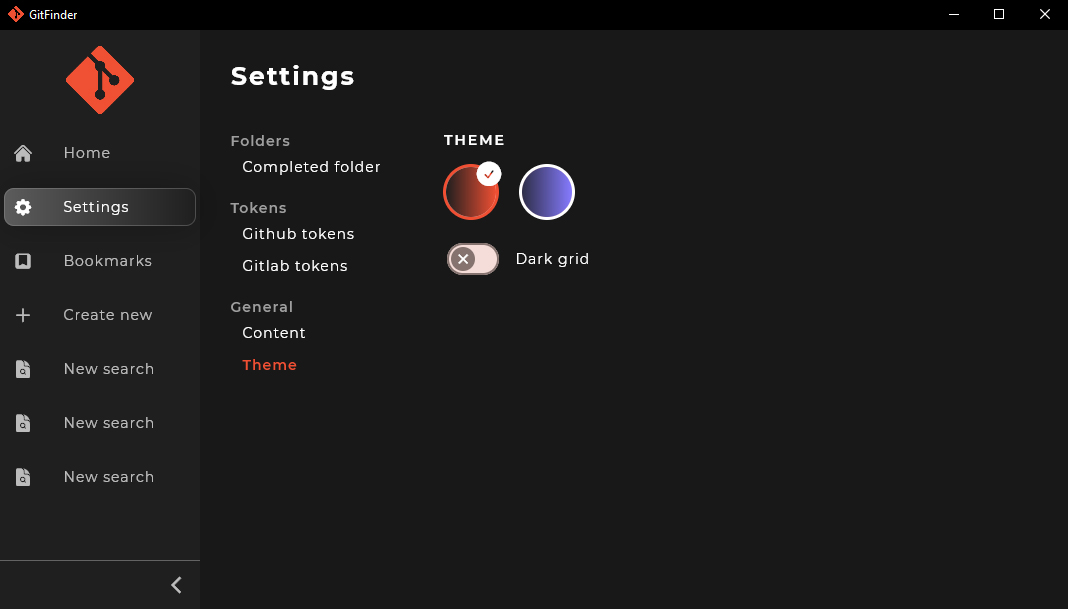 GitFinder
Home
Settings
Bookmarks
Create new
New search
New search
New search
Settings
Folders
Completed folder
Tokens
Github tokens
Gitlab tokens
General
Content
Theme
THEME
Dark grid